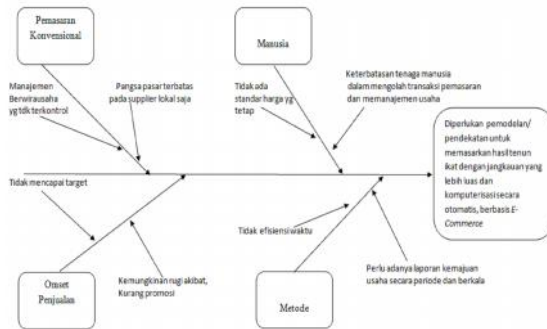 Pemasaran
Konvensional
Manusia
Manajemen
Berwirausaha
yg tdk terkontrol
Pangsa pasar terbatas
pada supplier lokal saja
Tidak ada
standar harga yg
tetap
Keterbatasan tenaga manusia
dalam mengolah transaksi pemasaran
dan memanajemen usaha
Diperlukan pemodelan/
pendekatan untuk
memasarkan hasil tenun
ikat dengan jangkauan yang
lebih luas dan
komputerisasi secara
otomatis, berbasis E-
Commerce
Tidak mencapai target
Kemungkinan rugi akibat,
Kurang promosi
Tidak efisiensi waktu
Perlu adanya laporan kemajuan
usaha secara periode dan berkala
Omset
Penjualan
Metode